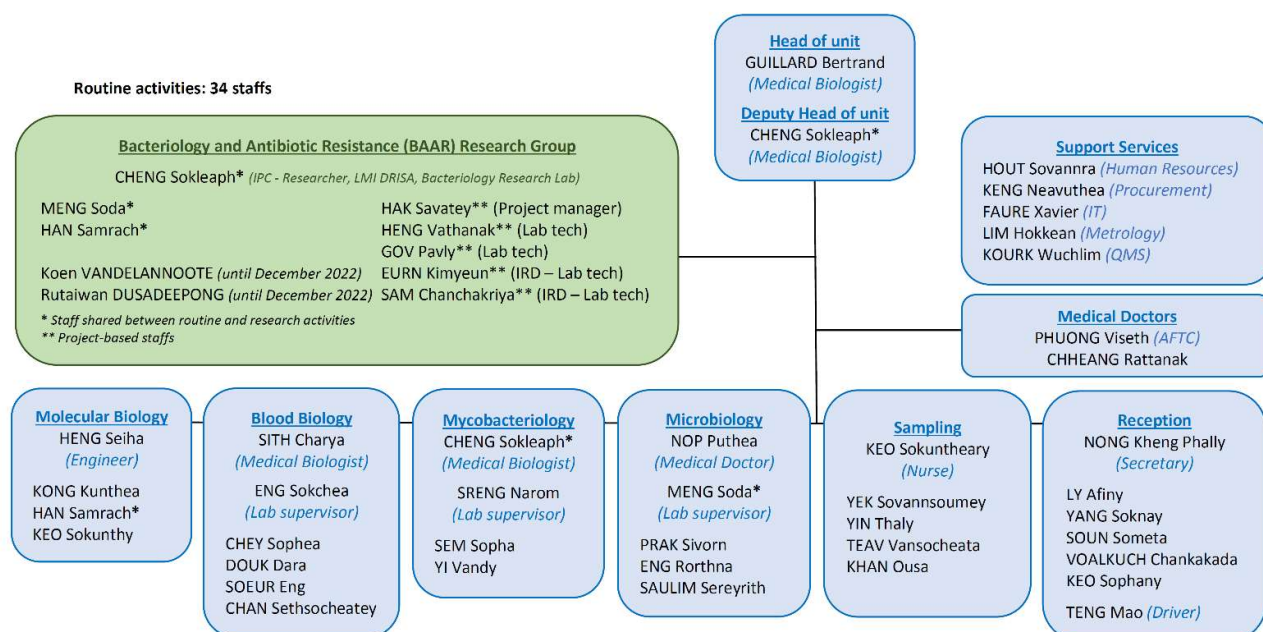 Head of unit
GUILLARD Bertrand
(Medical Biologist)
Deputy Head of unit
CHENG Sokleaph*
(Medical Biologist)
Routine activities: 34 staffs
Bacteriology and Antibiotic Resistance (BAAR) Research Group
CHENG Sokleaph* (IPC - Researcher, LMI DRISA, Bacteriology Research Lab)
MENG Soda*
HAN Samrach*
Koen VANDELANNOOTE (until December 2022)
Rutaiwan DUSADEEPONG (until December 2022)
HAK Savatey** (Project manager)
HENG Vathanak** (Lab tech)
GOV Pavly** (Lab tech)
EURN Kimyeun** (IRD – Lab tech)
SAM Chanchakriya** (IRD – Lab tech)
* Staff shared between routine and research activities
** Project-based staffs
Support Services
HOUT Sovannra (Human Resources)
KENG Neavuthea (Procurement)
FAURE Xavier (IT)
LIM Hokkean (Metrology)
KOURK Wuchlim (QMS)
Medical Doctors
PHUONG Viseth (AFTC)
CHHEANG Rattanak
Molecular Biology
HENG Seiha
(Engineer)
KONG Kunthea
HAN Samrach*
KEO Sokunthy
Blood Biology
SITH Charya
(Medical Biologist)
ENG Sokchea
(Lab supervisor)
CHEY Sophea
DOUK Dara
SOEUR Eng
CHAN Sethsocheatey
Mycobacteriology
CHENG Sokleaph*
(Medical Biologist)
SRENG Narom
(Lab supervisor)
SEM Sopha
YI Vandy
Microbiology
NOP Puthea
(Medical Doctor)
MENG Soda*
(Lab supervisor)
PRAK Sivorn
ENG Rorthna
SAULIM Sereyrith
Sampling
KEO Sokuntheary
(Nurse)
YEK Sovannsoumey
YIN Thaly
TEAV Vansocheata
KHAN Ousa
Reception
NONG Kheng Phally
(Secretary)
LY Afiny
YANG Soknay
SOUN Someta
VOALKUCH Chankakada
KEO Sophany
TENG Mao (Driver)